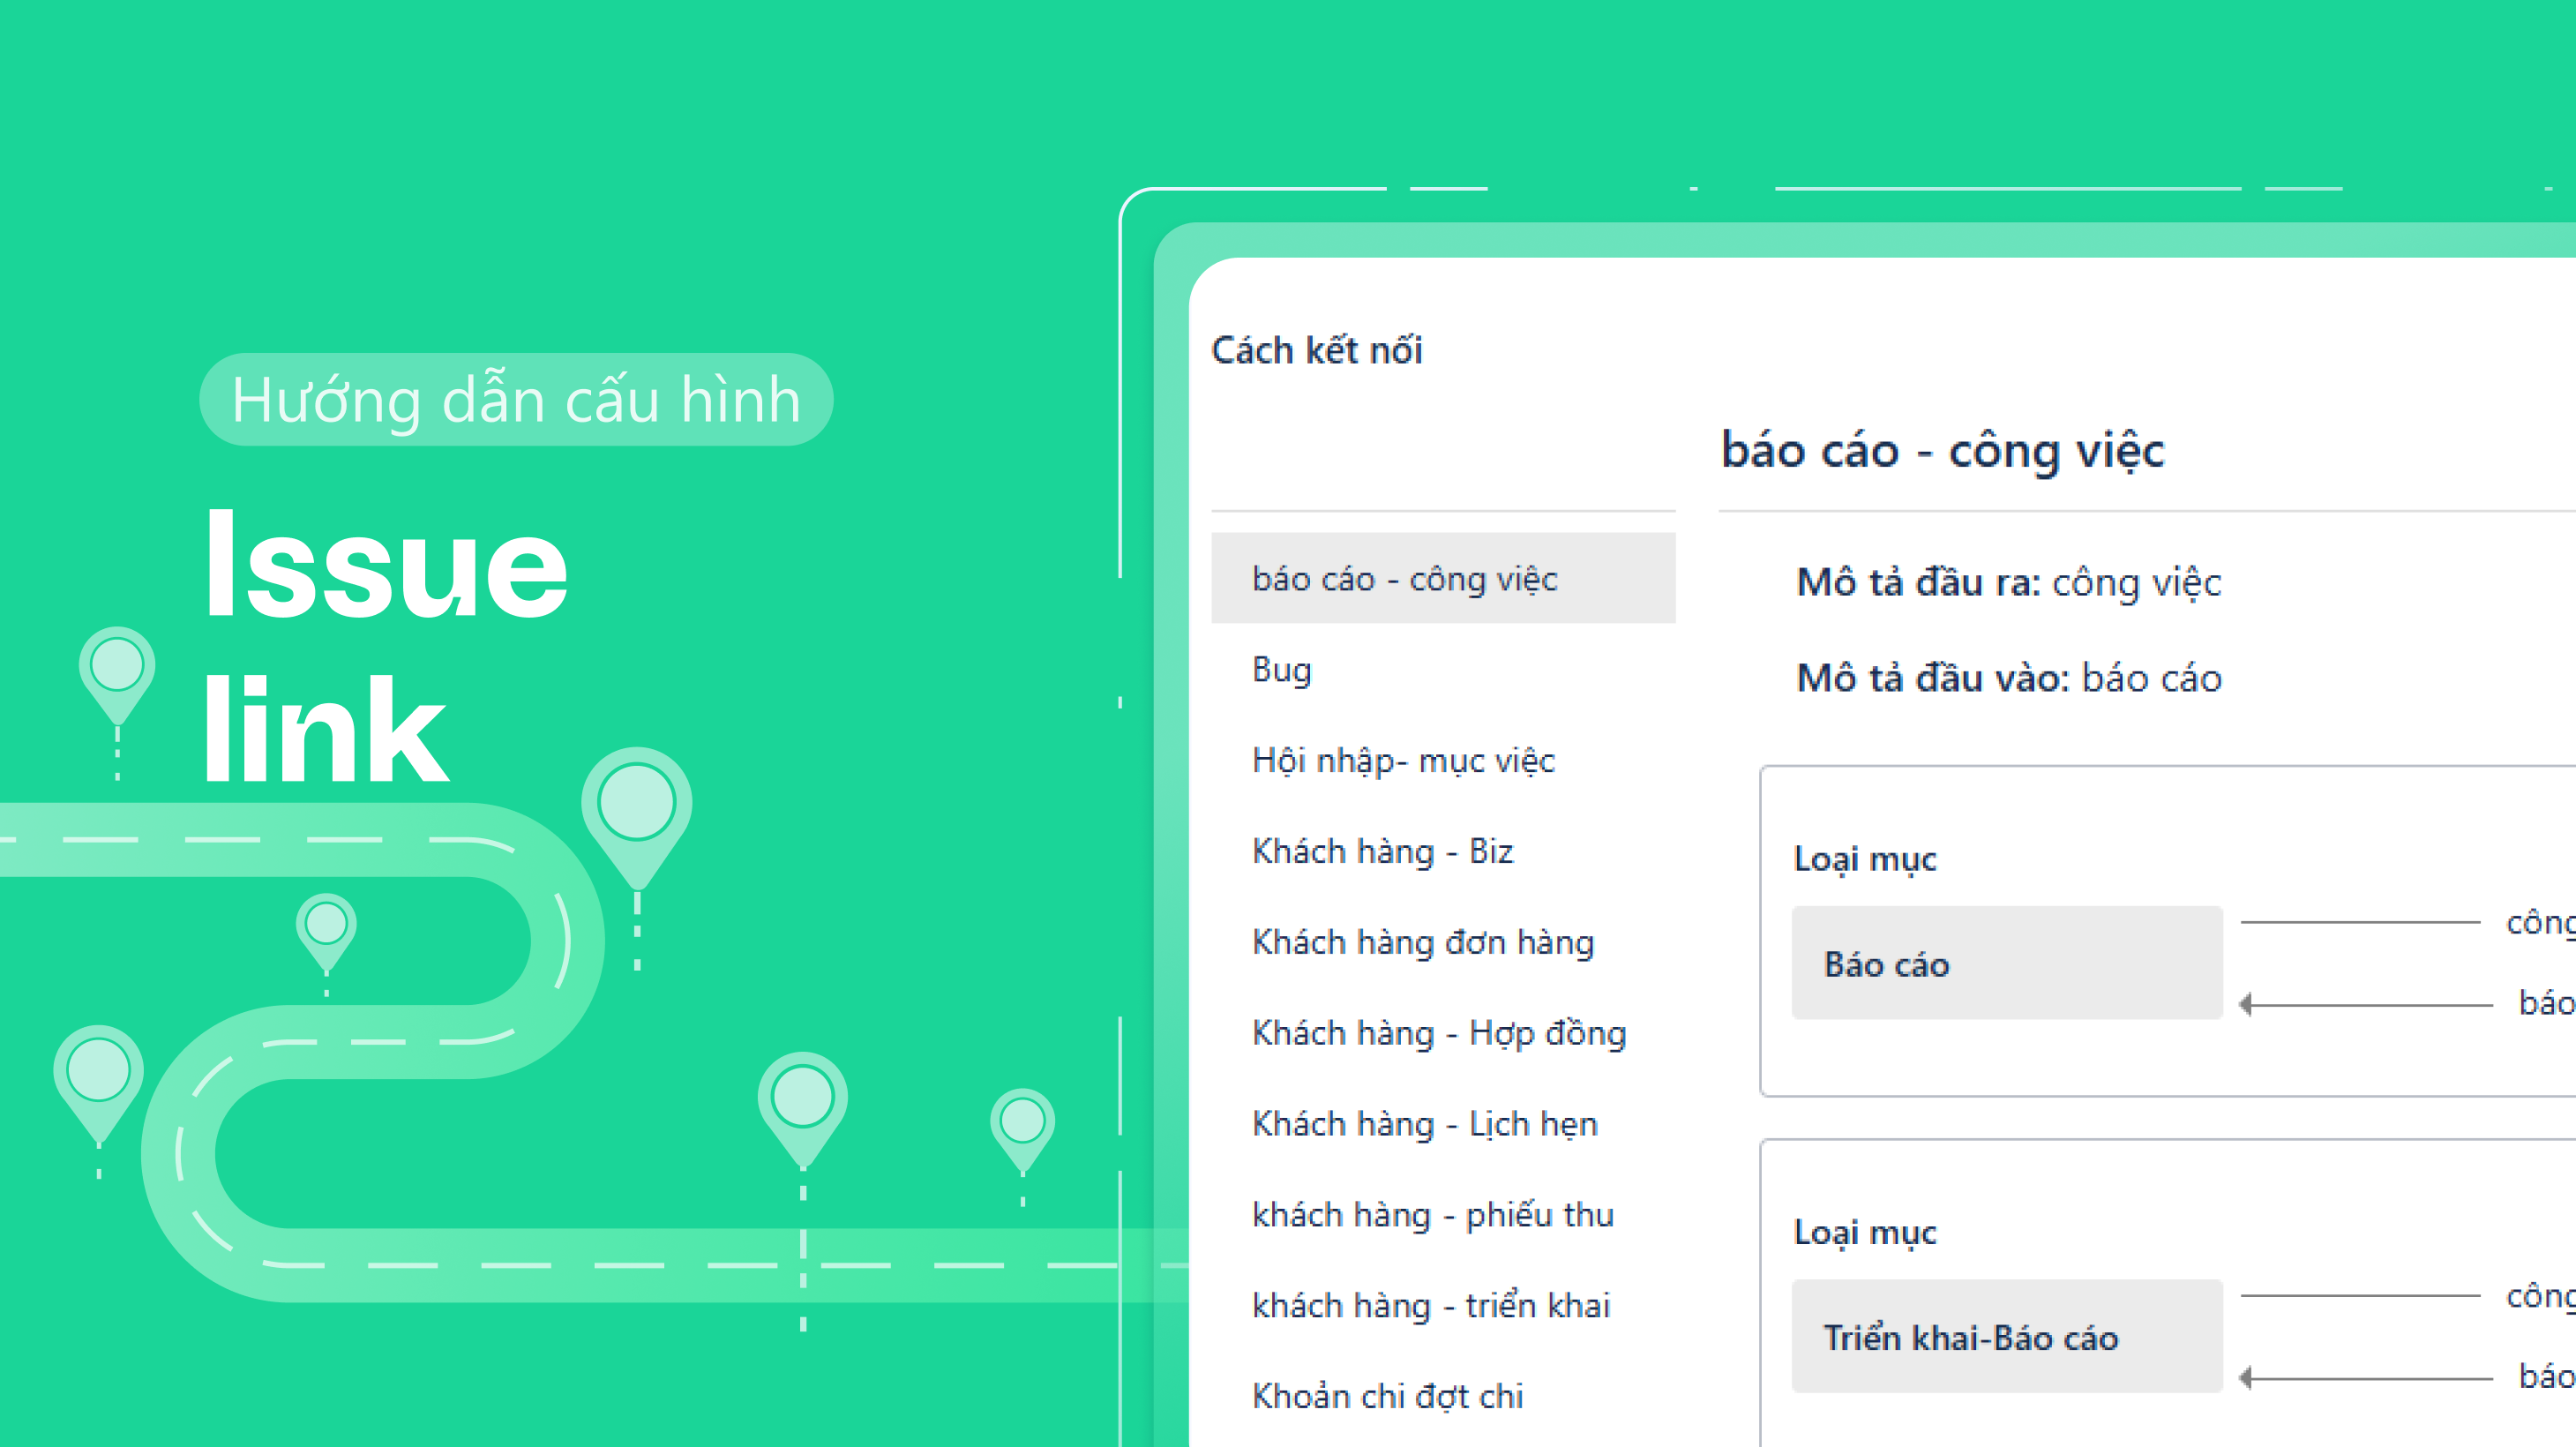 Hướng dẫn cấu hình
Issue
link
Cách kết nối
báo cáo - công việc
Bug
Hội nhập- mục việc
Khách hàng - Biz
Khách hàng đơn hàng
Khách hàng - Hợp đồng
Khách hàng - Lịch hẹn
khách hàng - phiếu thu
khách hàng - triển khai
Khoản chi đợt chi
báo cáo - công việc
Mô tả đầu ra: công việc
Mô tả đầu vào: báo cáo
Loại mục
Báo cáo
công
báo
Loại mục
Triển khai-Báo cáo
công
báo